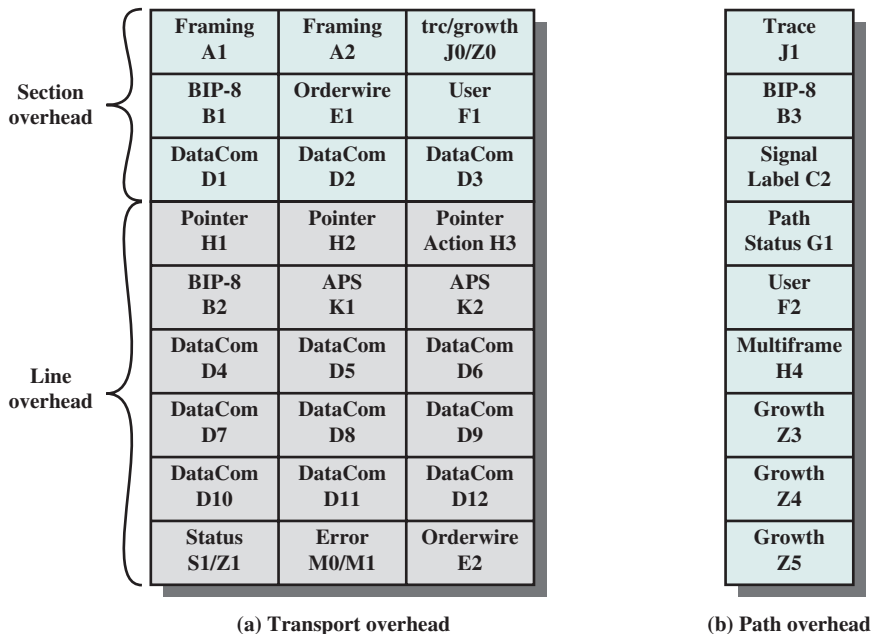 Section
overhead
Line
overhead
Framing
A1
Framing
A2
trc/growth
J0/Z0
BIP-8
B1
Orderwire
E1
User
F1
DataCom
D1
DataCom
D2
DataCom
D3
Pointer
H1
Pointer
H2
Pointer
Action H3
BIP-8
B2
APS
K1
APS
K2
DataCom
D4
DataCom
D5
DataCom
D6
DataCom
D7
DataCom
D8
DataCom
D9
DataCom
D10
DataCom
D11
DataCom
D12
Status
S1/Z1
Error
M0/M1
Orderwire
E2
(a) Transport overhead
Trace
J1
BIP-8
B3
Signal
Label C2
Path
Status G1
User
F2
Multiframe
H4
Growth
Z3
Growth
Z4
Growth
Z5
(b) Path overhead